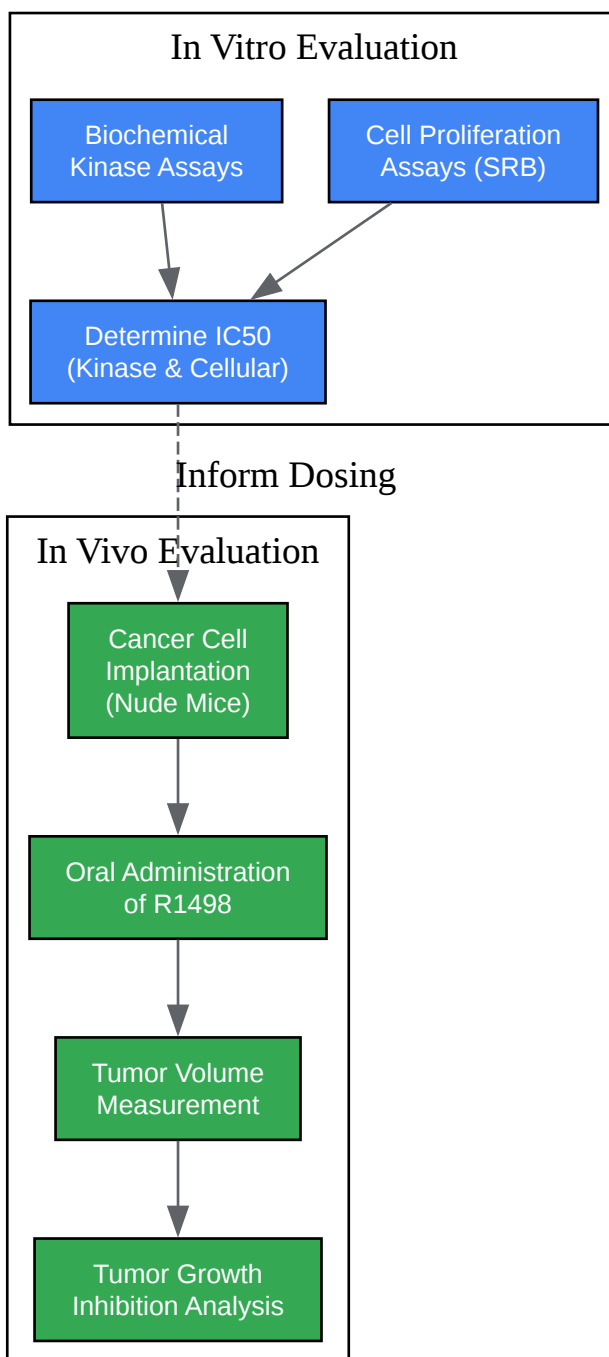 In Vitro Evaluation
Biochemical
Kinase Assays
Cell Proliferation
Assays (SRB)
Determine IC50
(Kinase & Cellular)
Inform Dosing
In Vivo Evaluation
Cancer Cell
Implantation
(Nude Mice)
Oral Administration
of R1498
Tumor Volume
Measurement
Tumor Growth
Inhibition Analysis